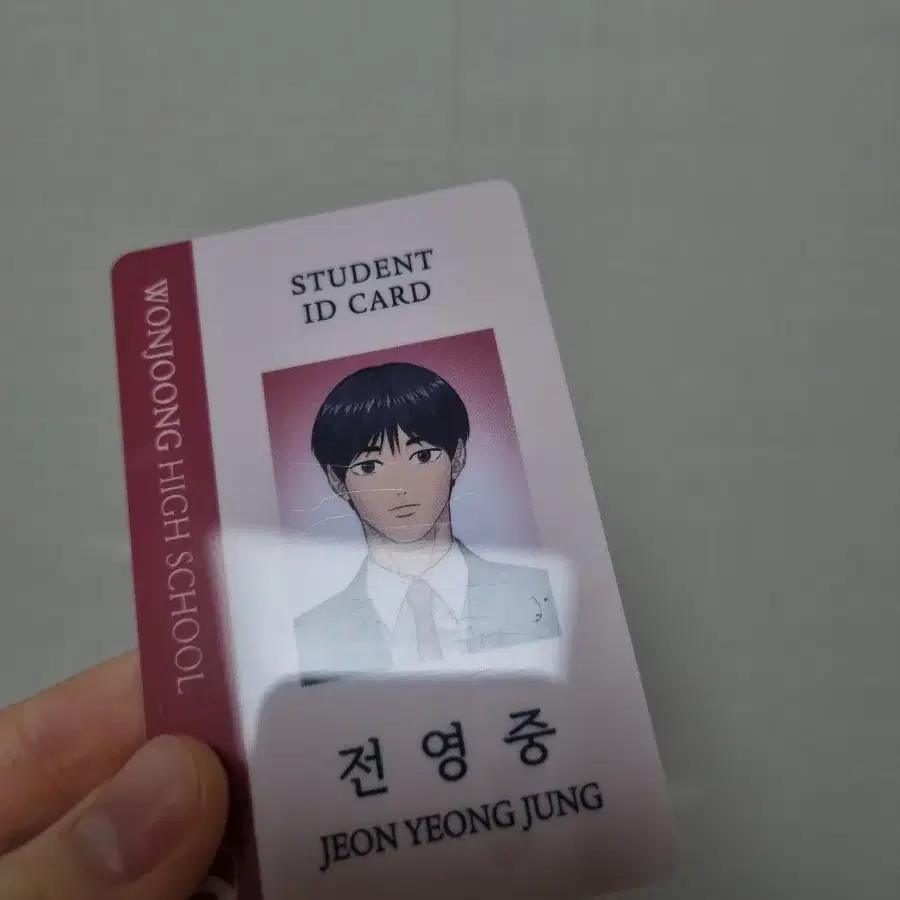 STUDENT
ID CARD
WONJOONG HIGH SCHOOL
전영중
JEON YEONG JUNG